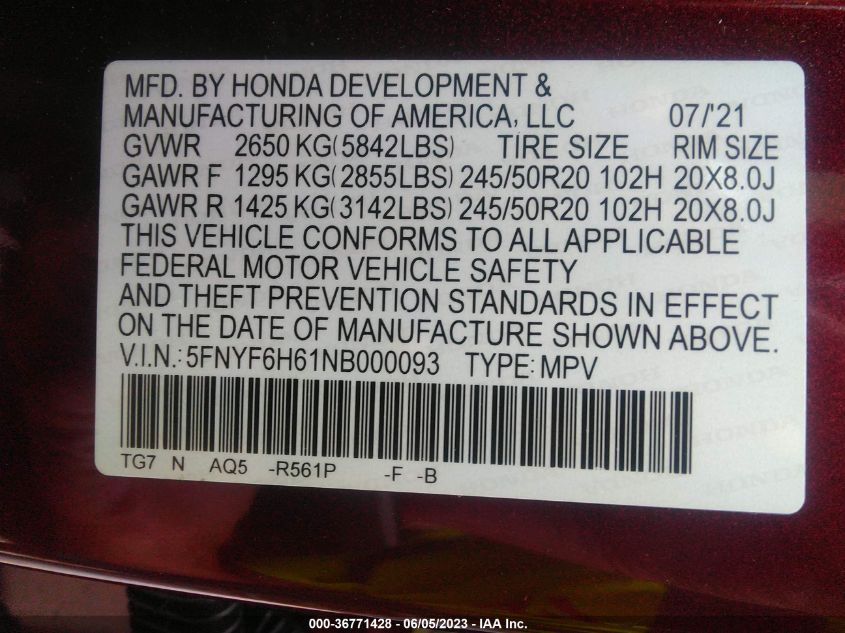 MFD. BY HONDA DEVELOPMENT &
MANUFACTURING OF AMERICA, LLC 07/'21
GVWR 2650 KG(5842LBS) TIRE SIZE RIM SIZE
GAWR F 1295 KG(2855LBS) 245/50R20 102H 20X8.0J
GAWR R 1425 KG(3142LBS) 245/50R20 102H 20X8.0J
THIS VEHICLE CONFORMS TO ALL APPLICABLE
FEDERAL MOTOR VEHICLE SAFETY
AND THEFT PREVENTION STANDARDS IN EFFECT
ON THE DATE OF MANUFACTURE SHOWN ABOVE.
V.I.N.: 5FNYF6H61NB000093 TYPE: MPV
TG7 N AQ5 -R561P -F -B
000-36771428 - 06/05/2023 - IAA Inc.